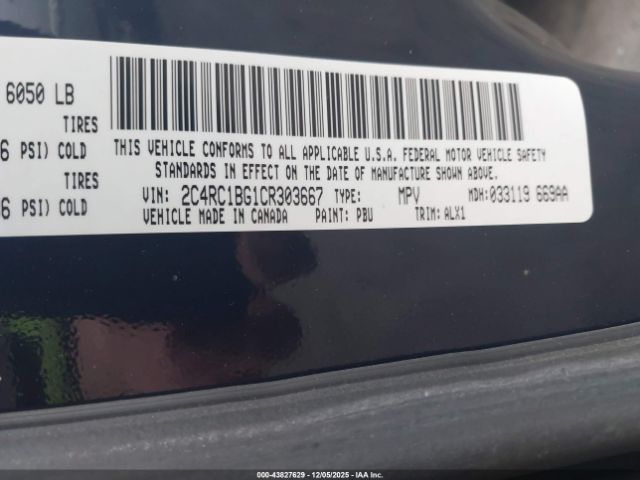 6050 LB
TIRES
6 PSI) COLD
TIRES
6 PSI) COLD
THIS VEHICLE CONFORMS TO ALL APPLICABLE U.S.A. FEDERAL MOTOR VEHICLE SAFETY
STANDARDS IN EFFECT ON THE DATE OF MANUFACTURE SHOWN ABOVE.
VIN: 2C4RC1BG1CR303667 TYPE: MPV MDH: 033119 669AA
VEHICLE MADE IN CANADA PAINT: PBU TRIM: ALX1
00-43827629 - 12/05/2025 - IAA Inc.